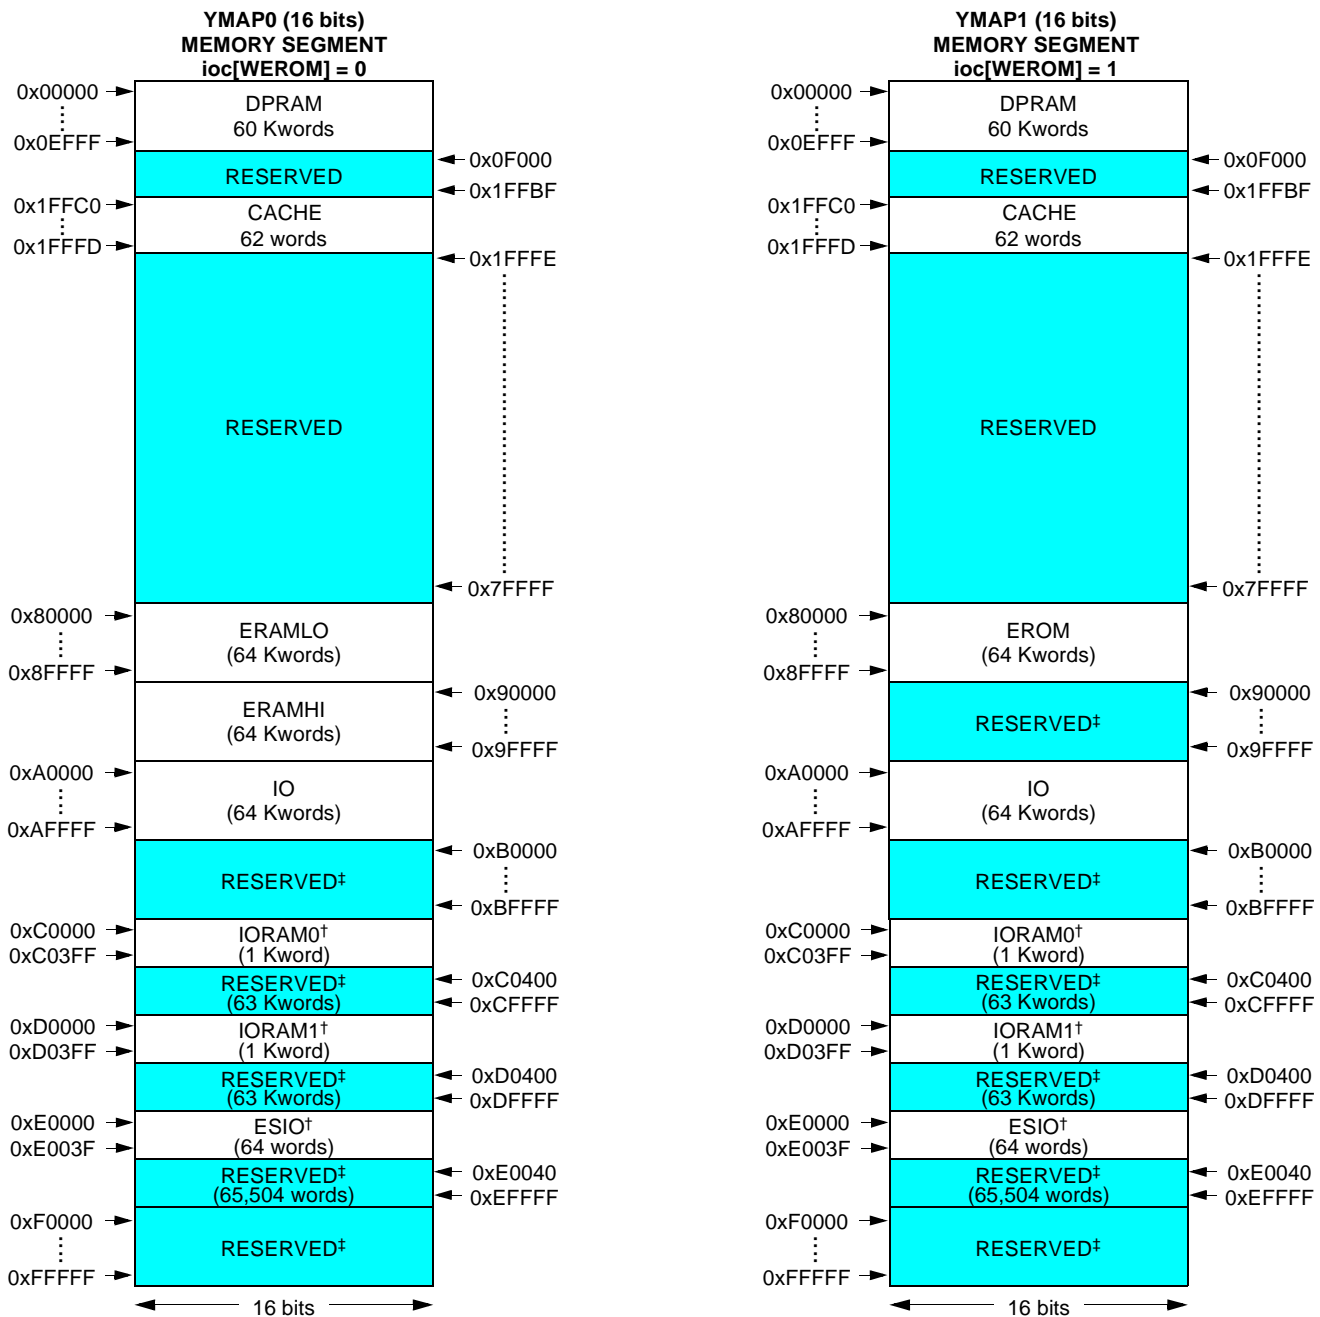 YMAP0 (16 bits)
MEMORY SEGMENT
ioc[WEROM] = 0
0x00000
DPRAM
60 Kwords
0x0EFFF
0x0F000
RESERVED
0x1FFBF
0x1FFC0
CACHE
62 words
0x1FFFD
0x1FFFE
RESERVED
0x7FFFF
0x80000
ERAMLO
(64 Kwords)
0x8FFFF
0x90000
ERAMHI
(64 Kwords)
0x9FFFF
0xA0000
IO
(64 Kwords)
0xAFFFF
0xB0000
RESERVED‡
0xBFFFF
0xC0000
IORAM0†
0xC03FF
(1 Kword)
RESERVED‡
0xC0400
(63 Kwords)
0xCFFFF
0xD0000
IORAM1†
0xD03FF
(1 Kword)
RESERVED‡
0xD0400
(63 Kwords)
0xDFFFF
0xE0000
ESIO†
0xE003F
(64 words)
RESERVED‡
0xE0040
(65,504 words)
0xEFFFF
0xF0000
RESERVED‡
0xFFFFF
16 bits
YMAP1 (16 bits)
MEMORY SEGMENT
ioc[WEROM] = 1
0x00000
DPRAM
60 Kwords
0x0EFFF
0x0F000
RESERVED
0x1FFBF
0x1FFC0
CACHE
62 words
0x1FFFD
0x1FFFE
RESERVED
0x7FFFF
0x80000
EROM
(64 Kwords)
0x8FFFF
0x90000
RESERVED‡
0x9FFFF
0xA0000
IO
(64 Kwords)
0xAFFFF
0xB0000
RESERVED‡
0xBFFFF
0xC0000
IORAM0†
0xC03FF
(1 Kword)
RESERVED‡
0xC0400
(63 Kwords)
0xCFFFF
0xD0000
IORAM1†
0xD03FF
(1 Kword)
RESERVED‡
0xD0400
(63 Kwords)
0xDFFFF
0xE0000
ESIO†
0xE003F
(64 words)
RESERVED‡
0xE0040
(65,504 words)
0xEFFFF
0xF0000
RESERVED‡
0xFFFFF
16 bits